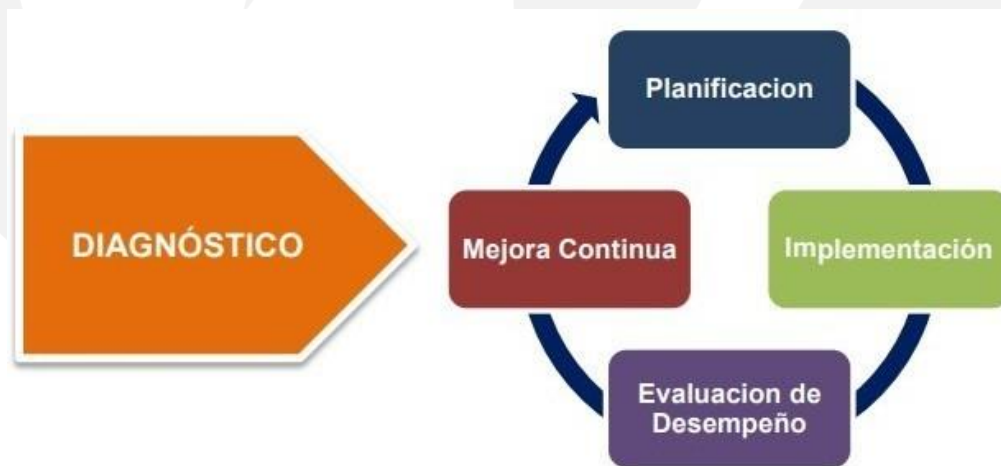 DIAGNÓSTICO
Planificacion
Mejora Continua
Implementación
Evaluacion de
Desempeño